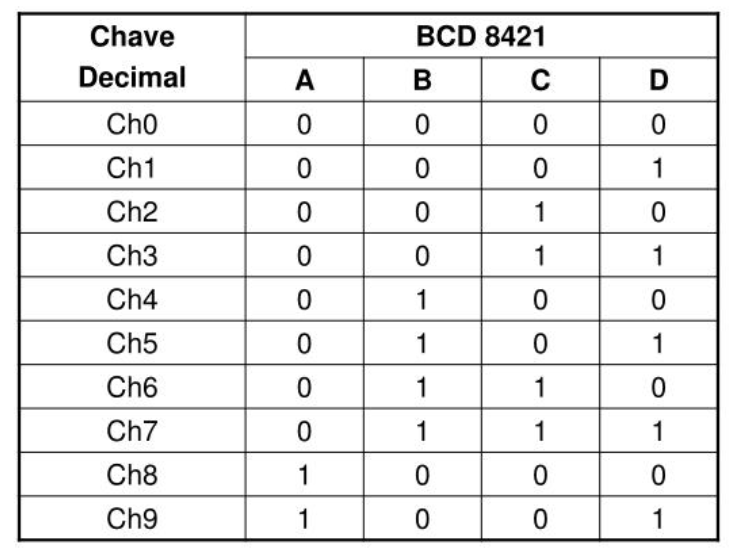 Chave Decimal BCD 8421
A B C D
Ch0 0 0 0 0
Ch1 0 0 0 1
Ch2 0 0 1 0
Ch3 0 0 1 1
Ch4 0 1 0 0
Ch5 0 1 0 1
Ch6 0 1 1 0
Ch7 0 1 1 1
Ch8 1 0 0 0
Ch9 1 0 0 1